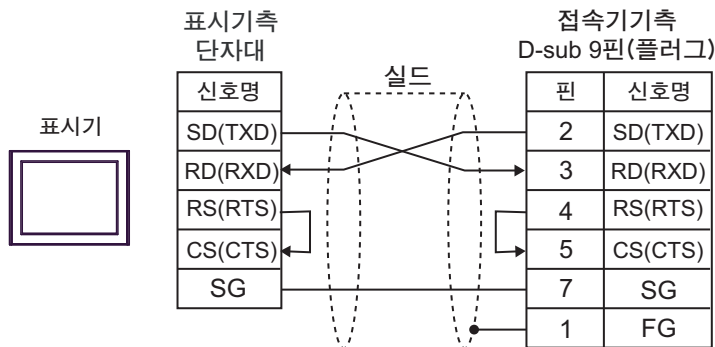 표시기측
단자대
접속기기측
D-sub 9핀(플러그)
실드
표시기
신호명
핀 신호명
SD(TXD) 2 SD(TXD)
RD(RXD) 3 RD(RXD)
RS(RTS) 4 RS(RTS)
CS(CTS) 5 CS(CTS)
SG 7 SG
1 FG